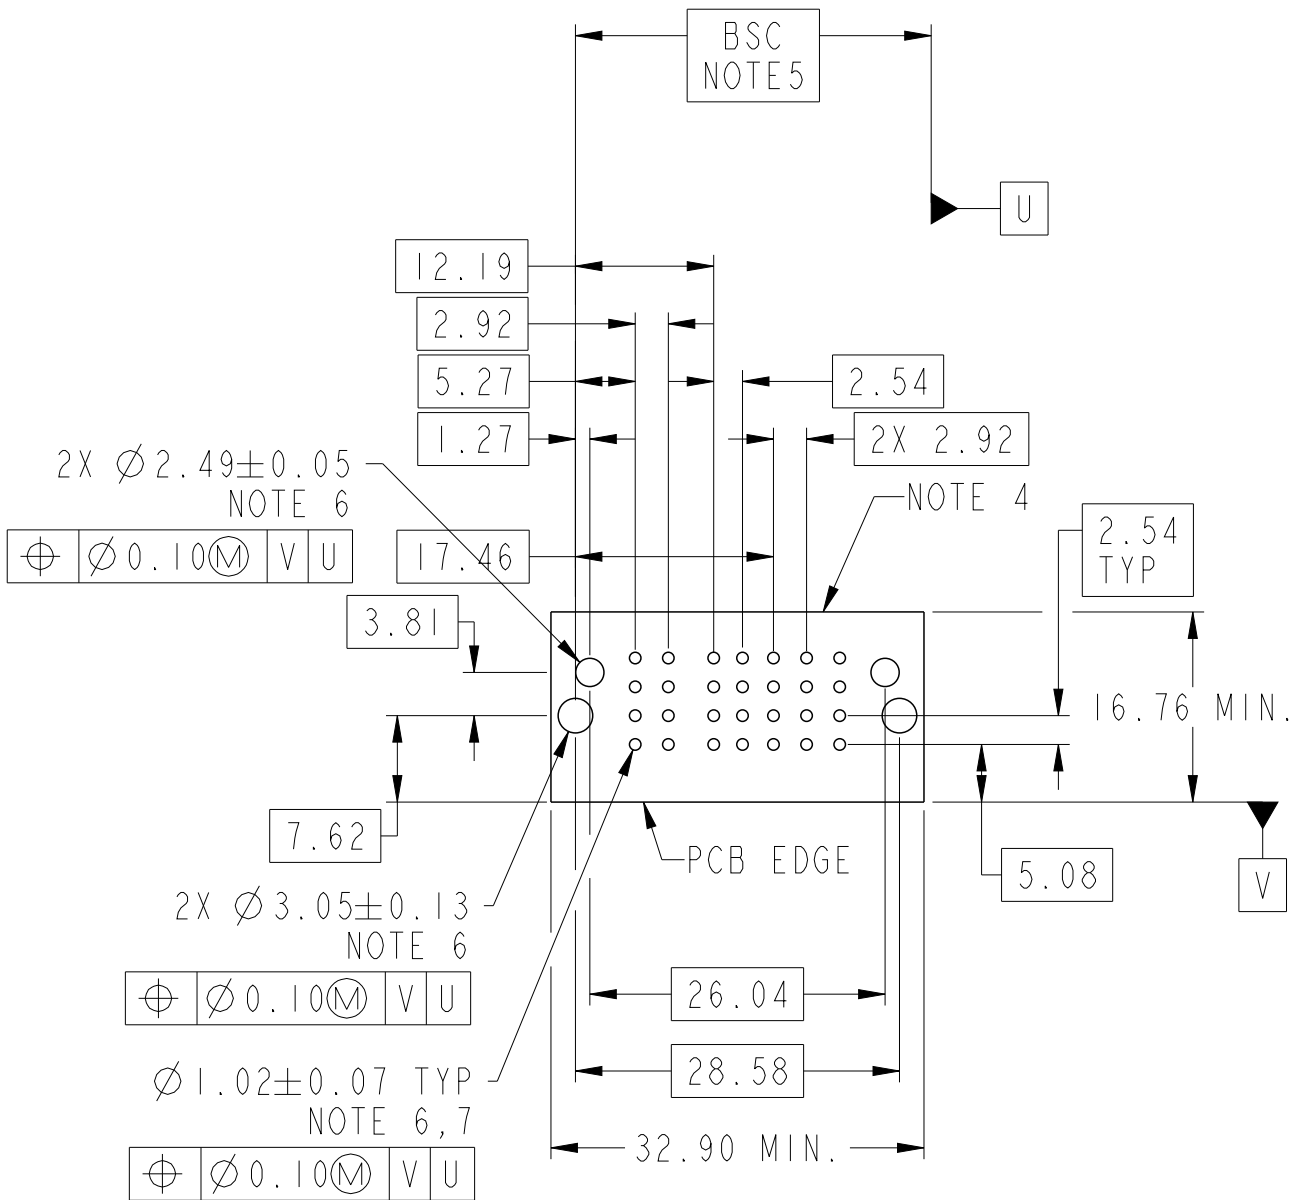 BSC
NOTE5
U
12.19
2.92
5.27
2.54
1.27
2X 2.92
2X ∅2.49±0.05
NOTE 6
⌖ ∅0.10Ⓜ V U
NOTE 4
17.46
2.54
TYP
3.81
16.76 MIN.
7.62
PCB EDGE
5.08
V
2X ∅3.05±0.13
NOTE 6
⌖ ∅0.10Ⓜ V U
26.04
28.58
∅1.02±0.07 TYP
NOTE 6,7
⌖ ∅0.10Ⓜ V U
32.90 MIN.